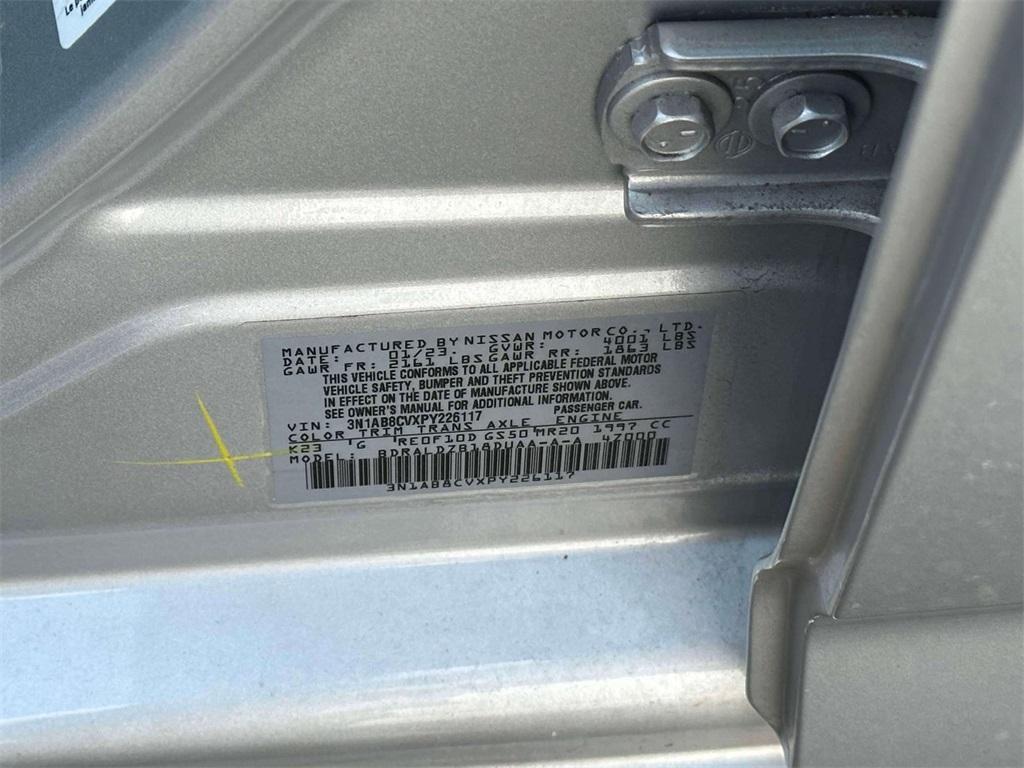 MANUFACTURED BY NISSAN MOTOR CO., LTD.
DATE: 01/23. GVWR: 4001 LBS
GAWR FR: 2161 LBS GAWR RR: 1863 LBS
THIS VEHICLE CONFORMS TO ALL APPLICABLE FEDERAL MOTOR
VEHICLE SAFETY, BUMPER AND THEFT PREVENTION STANDARDS
IN EFFECT ON THE DATE OF MANUFACTURE SHOWN ABOVE.
SEE OWNER'S MANUAL FOR ADDITIONAL INFORMATION.
VIN: 3N1AB8CVXPY226117 PASSENGER CAR.
COLOR TRIM TRANS AXLE ENGINE
K23 G RE0F10D GS50 MR20 1997 CC
MODEL: BDRALDZB18DUAA-A-A 47000
3N1AB8CVXPY226117